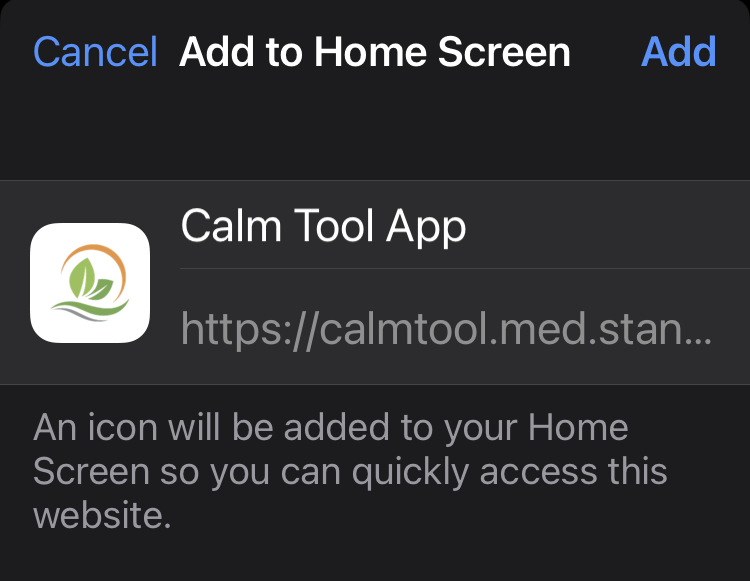 Cancel Add to Home Screen Add
Calm Tool App
https://calmtool.med.stan...
An icon will be added to your Home
Screen so you can quickly access this
website.